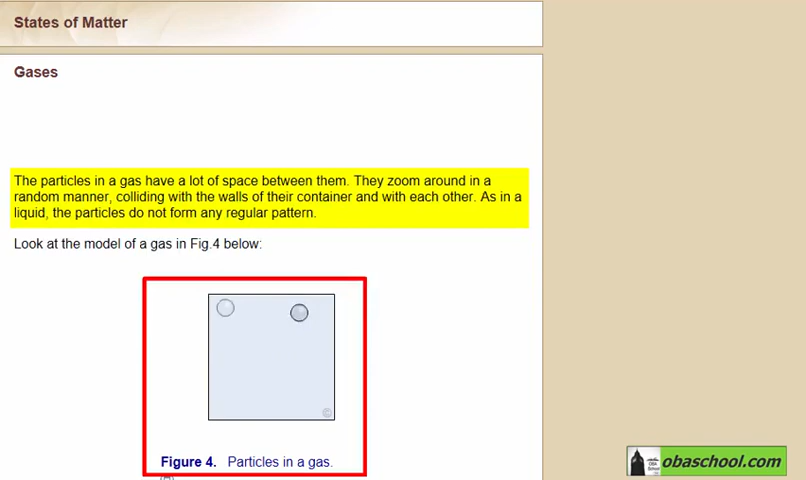 States of Matter
Gases
The particles in a gas have a lot of space between them. They zoom around in a
random manner, colliding with the walls of their container and with each other. As in a
liquid, the particles do not form any regular pattern.
Look at the model of a gas in Fig.4 below:
Figure 4. Particles in a gas.
obaschool.com